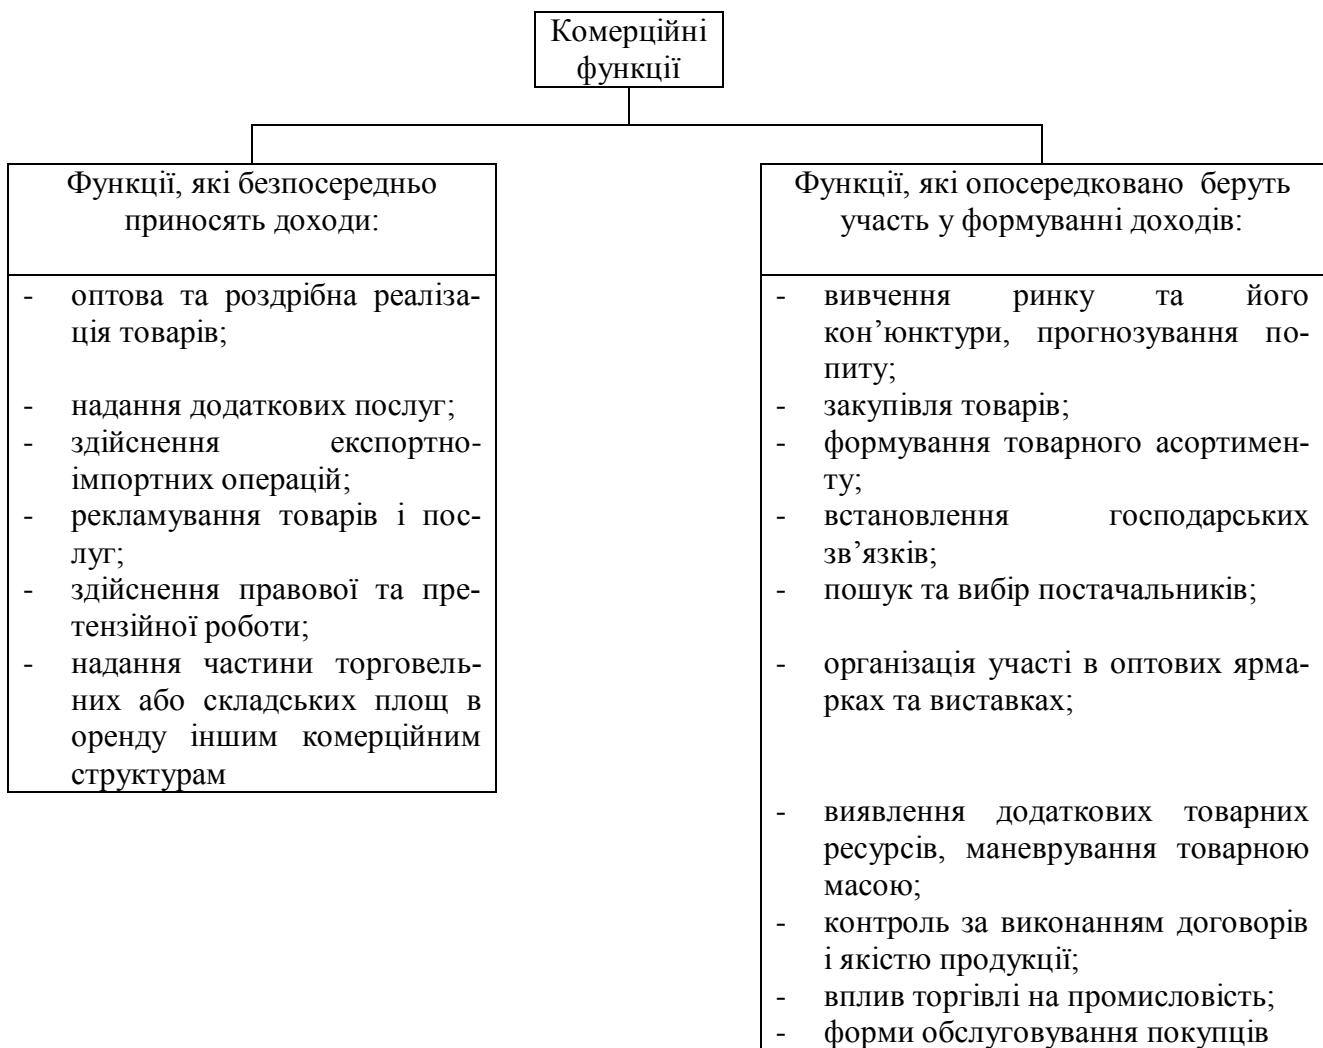 Комерційні
функції
Функції, які безпосередньо
приносять доходи:
- оптова та роздрібна реаліза-
ція товарів;
- надання додаткових послуг;
- здійснення експортно-
імпортних операцій;
- рекламування товарів і пос-
луг;
- здійснення правової та пре-
тензійної роботи;
- надання частини торговель-
них або складських площ в
оренду іншим комерційним
структурам
Функції, які опосередковано беруть
участь у формуванні доходів:
- вивчення ринку та його
кон’юнктури, прогнозування по-
питу;
- закупівля товарів;
- формування товарного асортимен-
ту;
- встановлення господарських
зв’язків;
- пошук та вибір постачальників;
- організація участі в оптових ярма-
рках та виставках;
- виявлення додаткових товарних
ресурсів, маневрування товарною
масою;
- контроль за виконанням договорів
і якістю продукції;
- вплив торгівлі на промисловість;
- форми обслуговування покупців